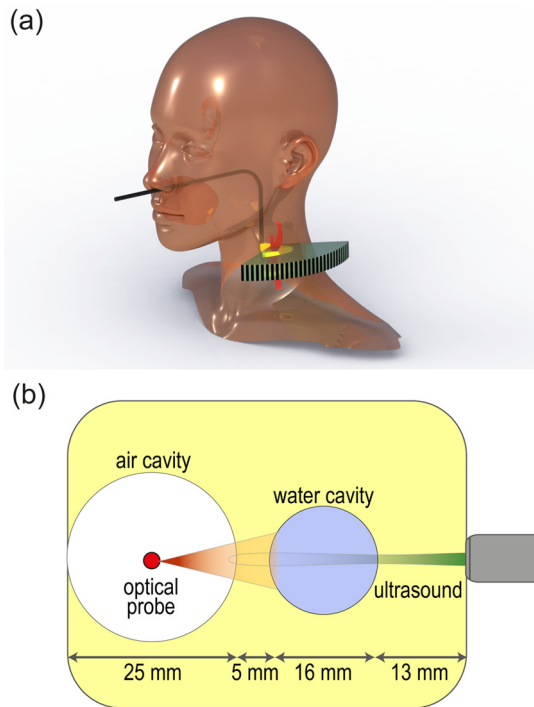 (a)
(b)
air cavity
water cavity
optical
probe
ultrasound
25 mm
5 mm
16 mm
13 mm